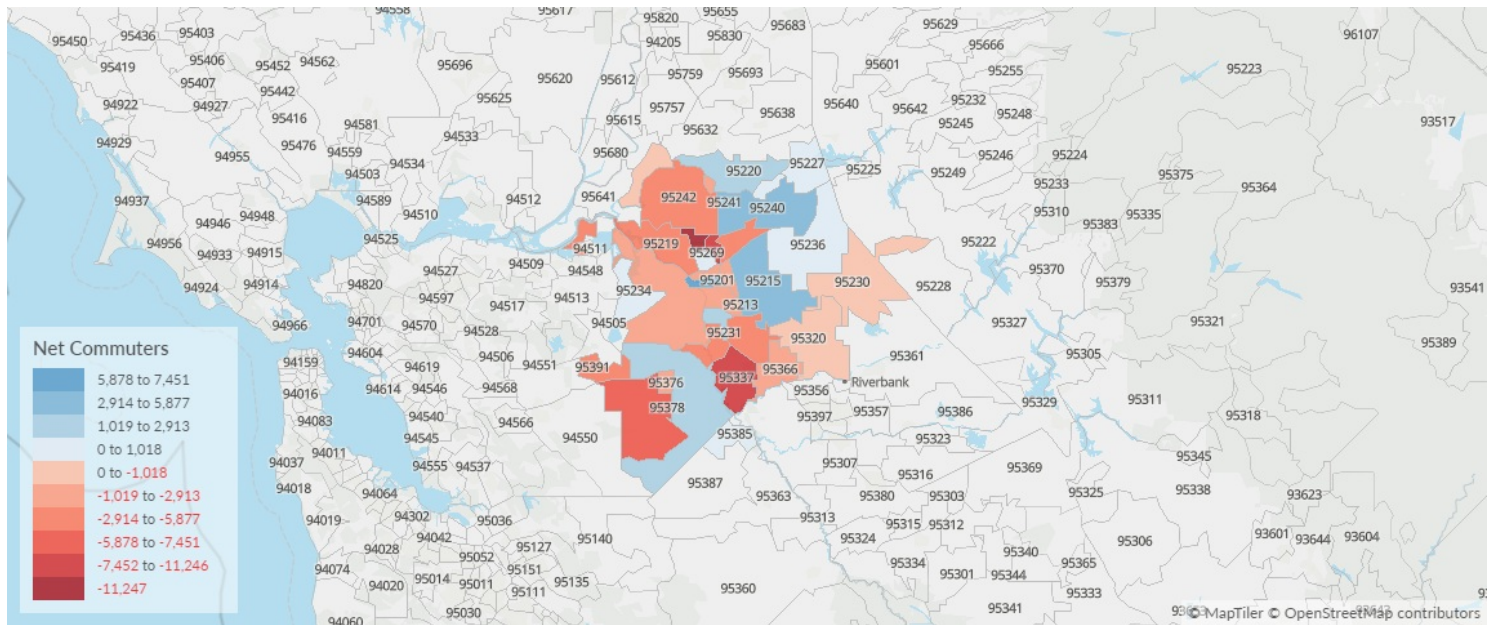 94558 95617 95820 95655
95450 95436 95403 94205 95830 95683 95629 96107
95419 95406 95452 94562 95696 95620 95612 95759 95693 95601 95666 95255 95223
95407 95442 95625
94922 94927 95416 94581 95615 95757 95638 95640 95642 95232 95248 93517
94929 94955 95476 94559 94533 95632 95245
94503 94534 95680 95227 95225 95246 95224
94937 94589 94512 95641 95242 95220 95249 95233 95375 95364
94946 94948 94510 95241 95240 95310 95383 95335
94956 94933 94915 94525 94511 95219 95269 95236 95222
94924 94914 94820 94527 94509 94548 95201 95215 95230 95228 95370 95379 93541
94597 94517 94513 95234 95213
94966 94701 94570 94528 94505 95231 95320 95327 95321
Net Commuters
94159 94604 94619 94506 94551 95391 95366 95361 95305 95389
5,878 to 7,451
94016 94614 94546 94568 95376 95337 Riverbank
2,914 to 5,877
94083 94540 94566 95378 95356 95397 95357 95386 95329 95311 95318
1,019 to 2,913
94011 94545 94550 95385 95323
0 to 1,018
94037 94555 94537 95387 95307 95316 95369 95345
0 to -1,018
94018 94064 95363 95380 95303 95325 95338 93623
-1,019 to -2,913
94019 94302 95036 95313 95315 95312
-2,914 to -5,877
94028 94042 95052 95127 95140 95324 95340 95306 93601 93644 93604
-5,878 to -7,451
94074 94020 95014 95011 95151 95111 95135 95360 95334 95301 95344 95365 95333
-7,452 to -11,246
94060 95030 95341
-11,247
© MapTiler © OpenStreetMap contributors